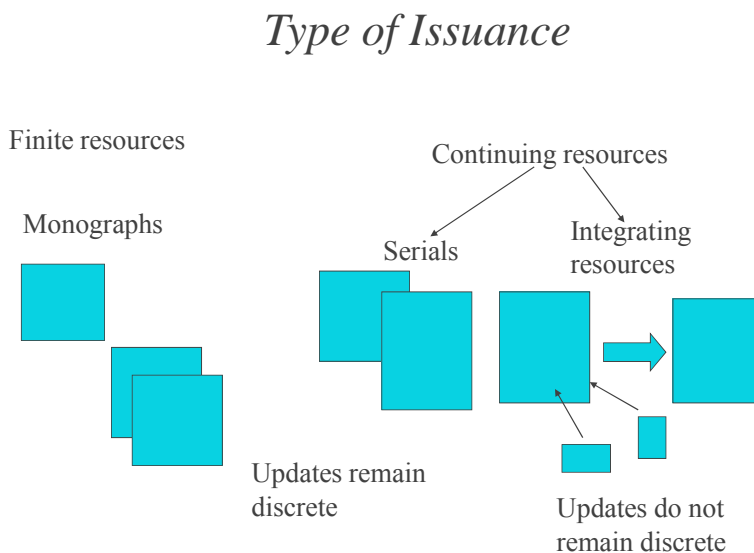 Type of Issuance
Finite resources
Continuing resources
Monographs
Serials
Integrating
resources
Updates remain
discrete
Updates do not
remain discrete